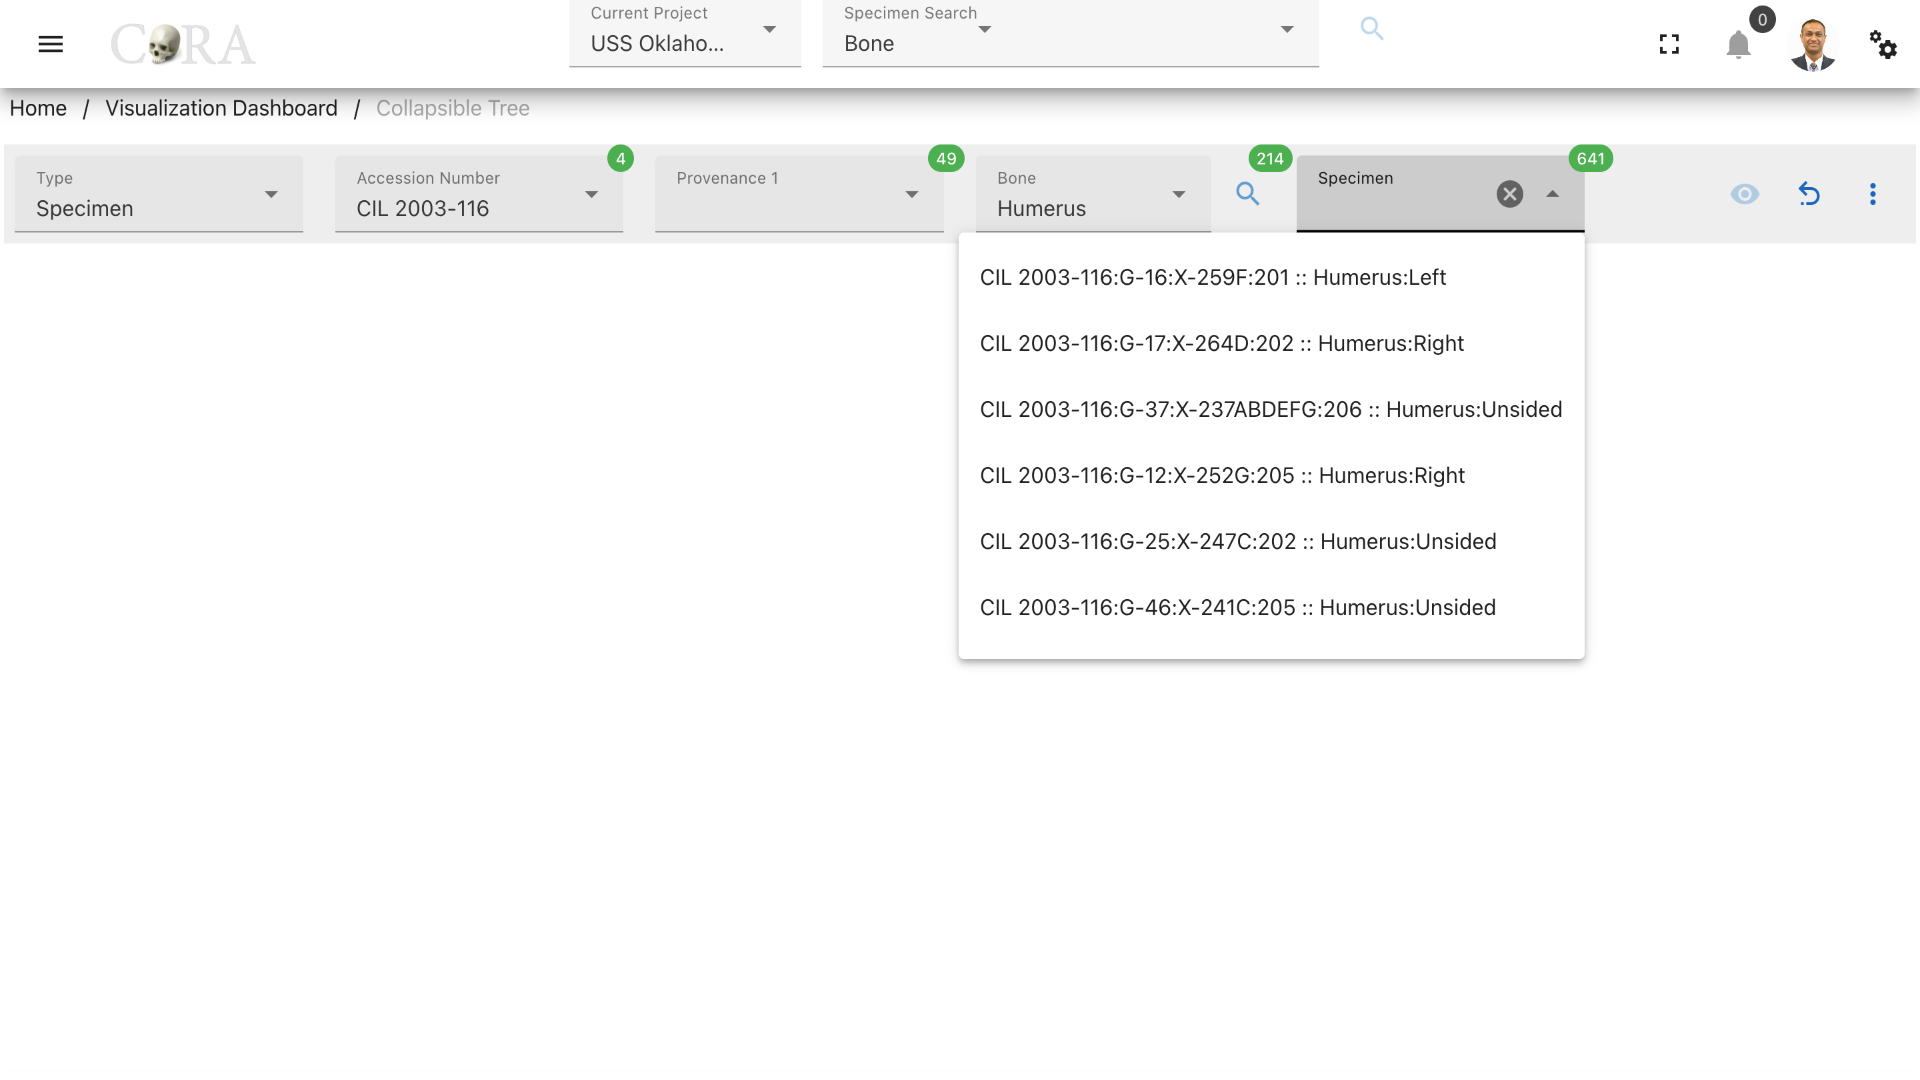 CORA
Current Project
USS Oklaho...
Specimen Search
Bone
0
Home / Visualization Dashboard / Collapsible Tree
Type
Specimen
Accession Number
CIL 2003-116
4
Provenance 1
49
Bone
Humerus
214
Specimen
641
CIL 2003-116:G-16:X-259F:201 :: Humerus:Left
CIL 2003-116:G-17:X-264D:202 :: Humerus:Right
CIL 2003-116:G-37:X-237ABDEFG:206 :: Humerus:Unsided
CIL 2003-116:G-12:X-252G:205 :: Humerus:Right
CIL 2003-116:G-25:X-247C:202 :: Humerus:Unsided
CIL 2003-116:G-46:X-241C:205 :: Humerus:Unsided